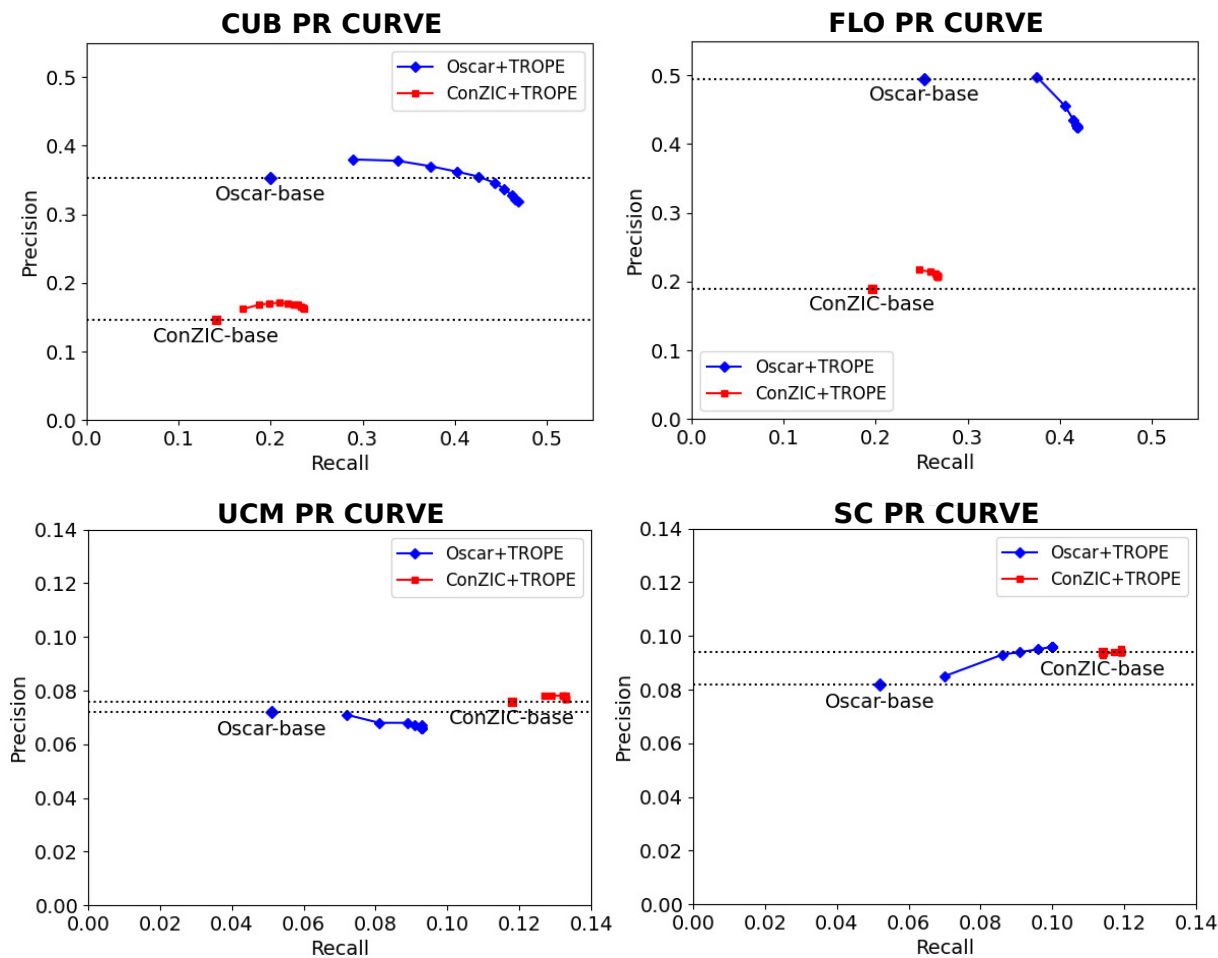 CUB PR CURVE
0.5
0.4
0.3
0.2
0.1
0.0
Precision
Oscar+TROPE
ConZIC+TROPE
Oscar-base
ConZIC-base
0.0 0.1 0.2 0.3 0.4 0.5
Recall
FLO PR CURVE
0.5
0.4
0.3
0.2
0.1
0.0
Precision
Oscar-base
ConZIC-base
Oscar+TROPE
ConZIC+TROPE
0.0 0.1 0.2 0.3 0.4 0.5
Recall
UCM PR CURVE
0.14
0.12
0.10
0.08
0.06
0.04
0.02
0.00
Precision
Oscar+TROPE
ConZIC+TROPE
Oscar-base
ConZIC-base
0.00 0.02 0.04 0.06 0.08 0.10 0.12 0.14
Recall
SC PR CURVE
0.14
0.12
0.10
0.08
0.06
0.04
0.02
0.00
Precision
Oscar+TROPE
ConZIC+TROPE
ConZIC-base
Oscar-base
0.00 0.02 0.04 0.06 0.08 0.10 0.12 0.14
Recall